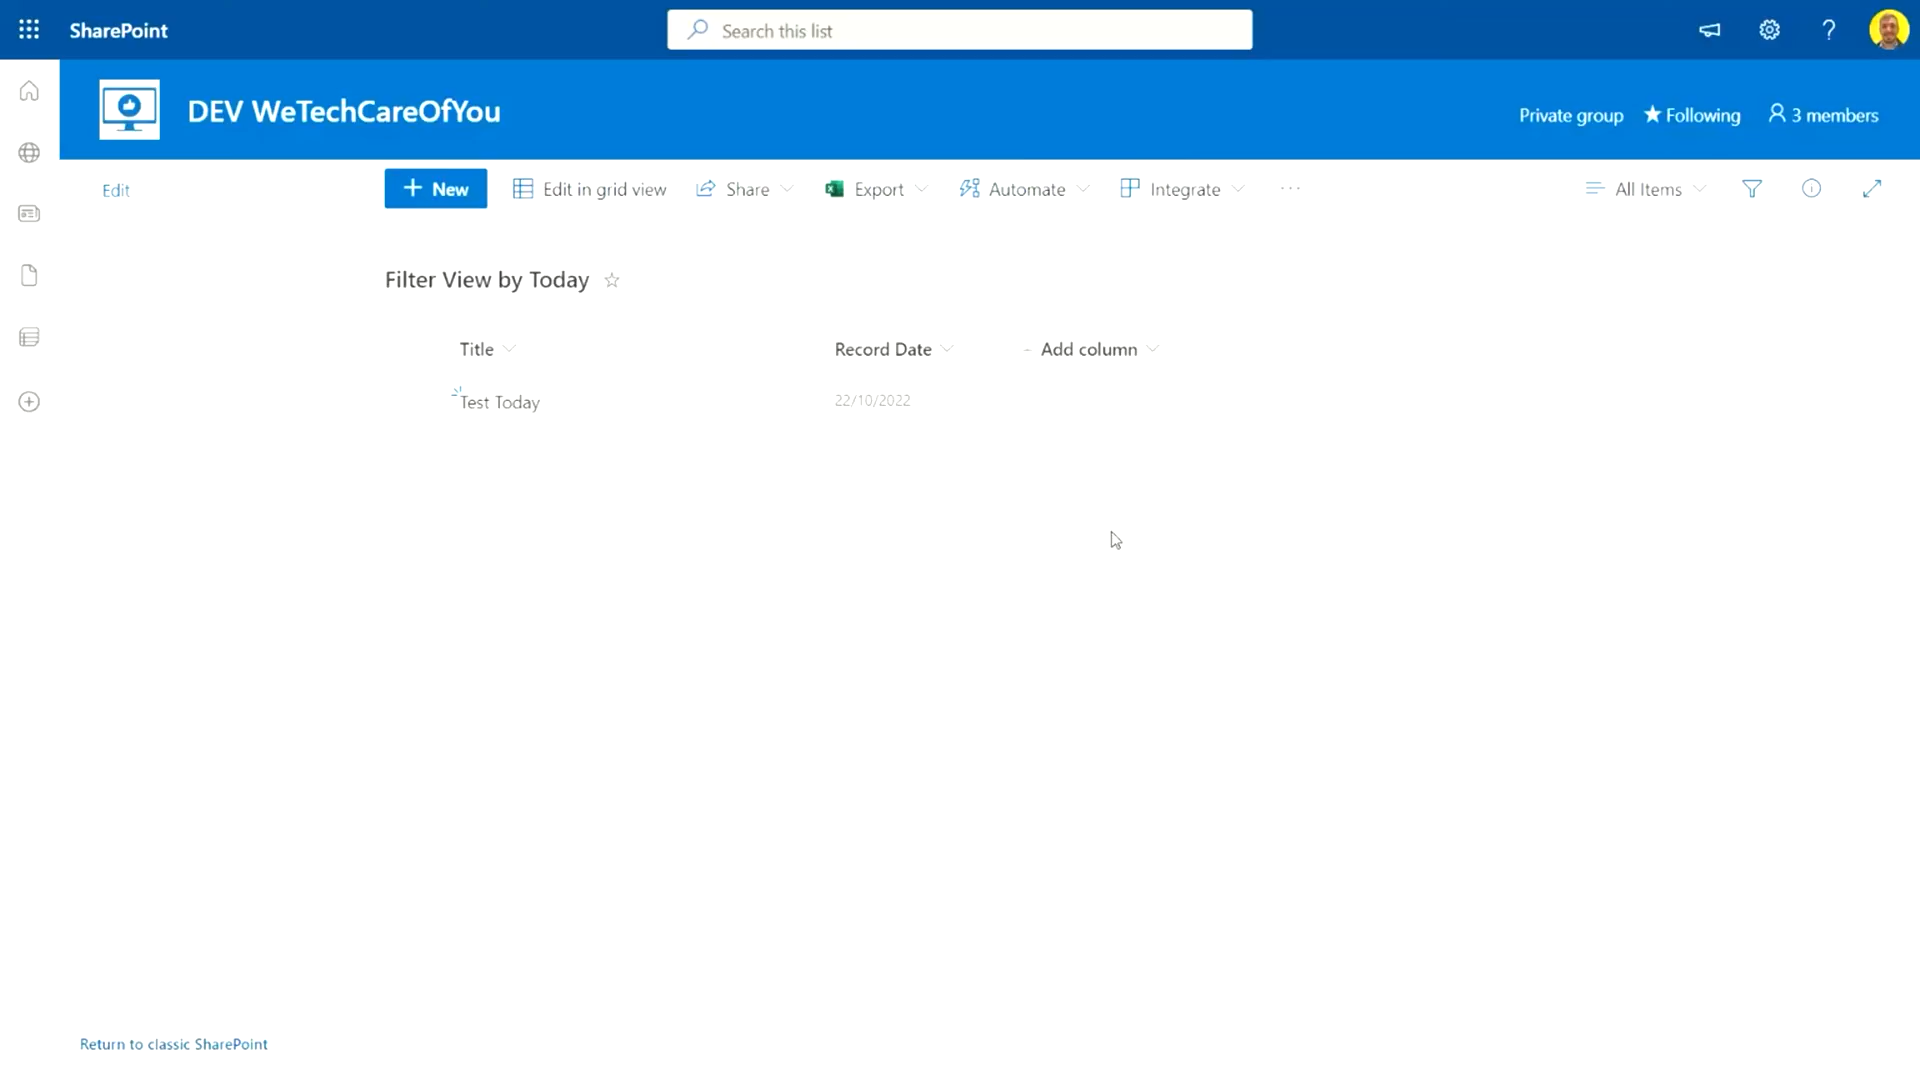 SharePoint
Search this list
?
DEV WeTechCareOfYou
Private group
Following
3 members
Edit
+ New
Edit in grid view
Share
Export
Automate
Integrate
...
All Items
Filter View by Today
Title
Record Date
Add column
Test Today
22/10/2022
Return to classic SharePoint